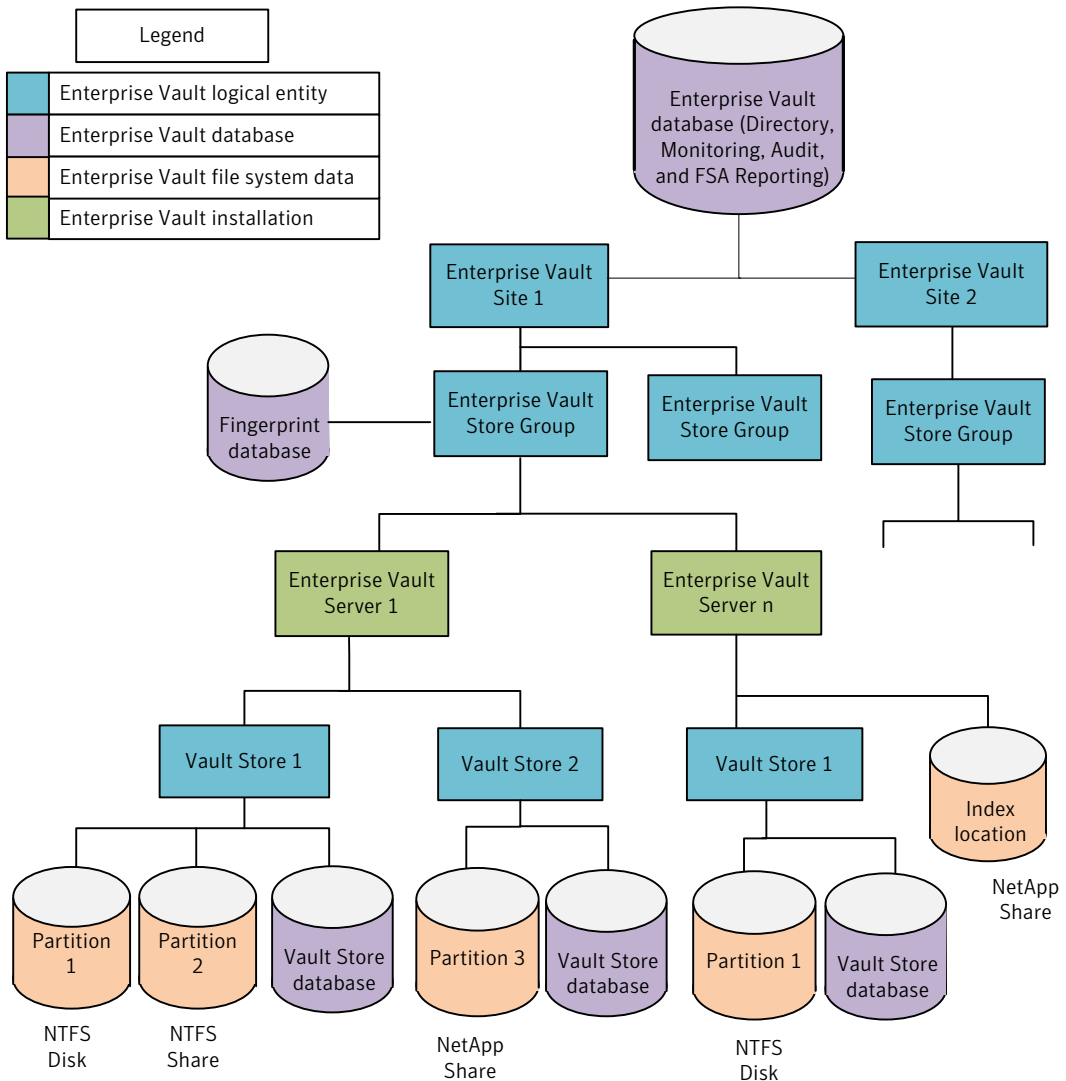 Legend
Enterprise Vault logical entity
Enterprise Vault database
Enterprise Vault file system data
Enterprise Vault installation
Enterprise Vault
database (Directory,
Monitoring, Audit,
and FSA Reporting)
Enterprise Vault
Site 1
Enterprise Vault
Site 2
Fingerprint
database
Enterprise Vault
Store Group
Enterprise Vault
Store Group
Enterprise Vault
Store Group
Enterprise Vault
Server 1
Enterprise Vault
Server n
Vault Store 1
Vault Store 2
Vault Store 1
Index
location
NetApp
Share
Partition
1
NTFS
Disk
Partition
2
NTFS
Share
Vault Store
database
Partition 3
NetApp
Share
Vault Store
database
Partition 1
NTFS
Disk
Vault Store
database